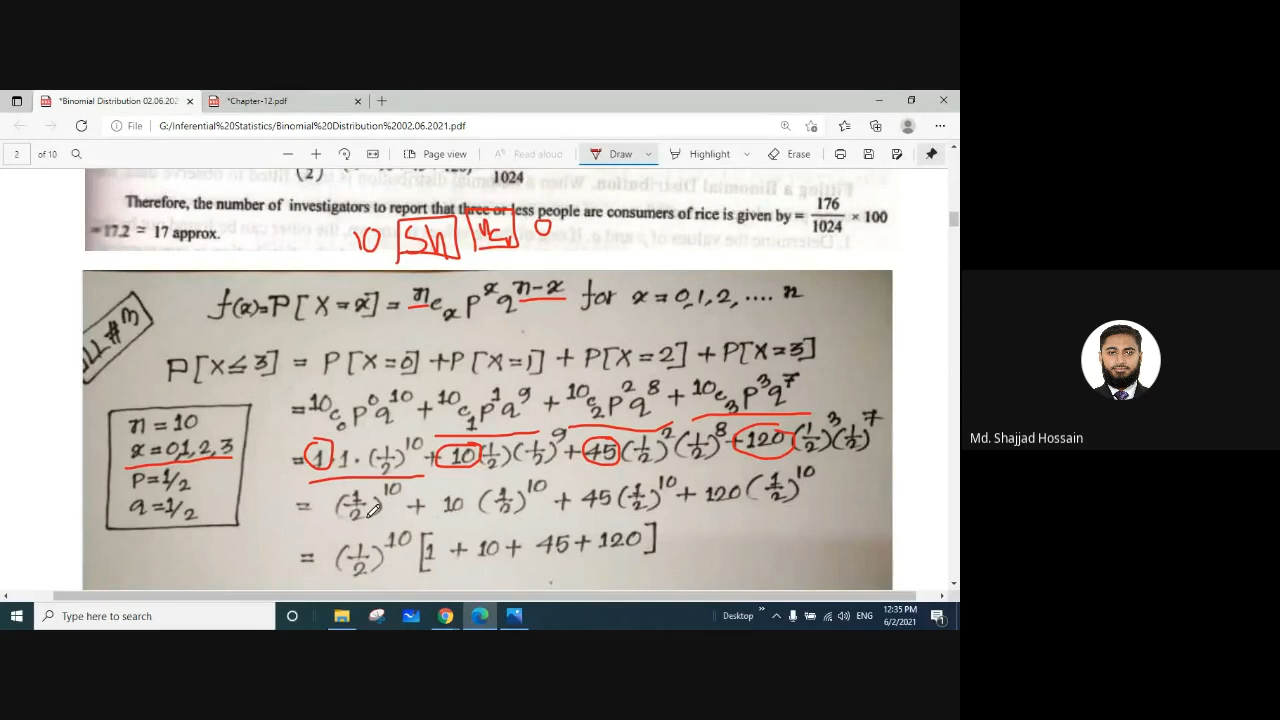 *Binomial Distribution 02.06.202
*Chapter-12.pdf
File G:/Inferential%20Statistics/Binomial%20Distribution%2002.06.2021.pdf
2 of 10 Page view Read aloud Draw Highlight Erase
(2) 1024
Therefore, the number of investigators to report that three or less people are consumers of rice is given by = 176/1024 × 100
= 17.2 = 17 approx.
10 0
f(x)=P[X=x] = ⁿcₓ pˣ qⁿ⁻ˣ for x = 0,1,2, .... n
P[X≤3] = P[X=0] + P[X=1] + P[X=2] + P[X=3]
= ¹⁰c₀ p⁰ q¹⁰ + ¹⁰c₁ p¹ q⁹ + ¹⁰c₂ p² q⁸ + ¹⁰c₃ p³ q⁷
= 1 · 1 · (1/2)¹⁰ + 10 (1/2)(1/2)⁹ + 45 (1/2)² (1/2)⁸ + 120 (1/2)³ (1/2)⁷
= (1/2)¹⁰ + 10 (1/2)¹⁰ + 45 (1/2)¹⁰ + 120 (1/2)¹⁰
= (1/2)¹⁰ [1 + 10 + 45 + 120]
n = 10
x = 0,1,2,3
p = 1/2
q = 1/2
Md. Shajjad Hossain
Type here to search
Desktop
ENG
12:35 PM
6/2/2021